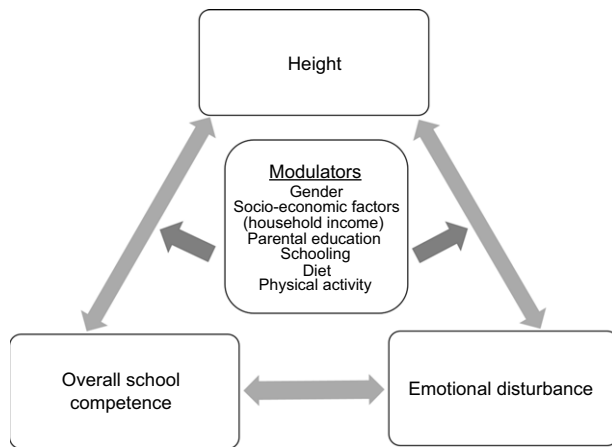 Height
Modulators
Gender
Socio-economic factors
(household income)
Parental education
Schooling
Diet
Physical activity
Overall school
competence
Emotional disturbance